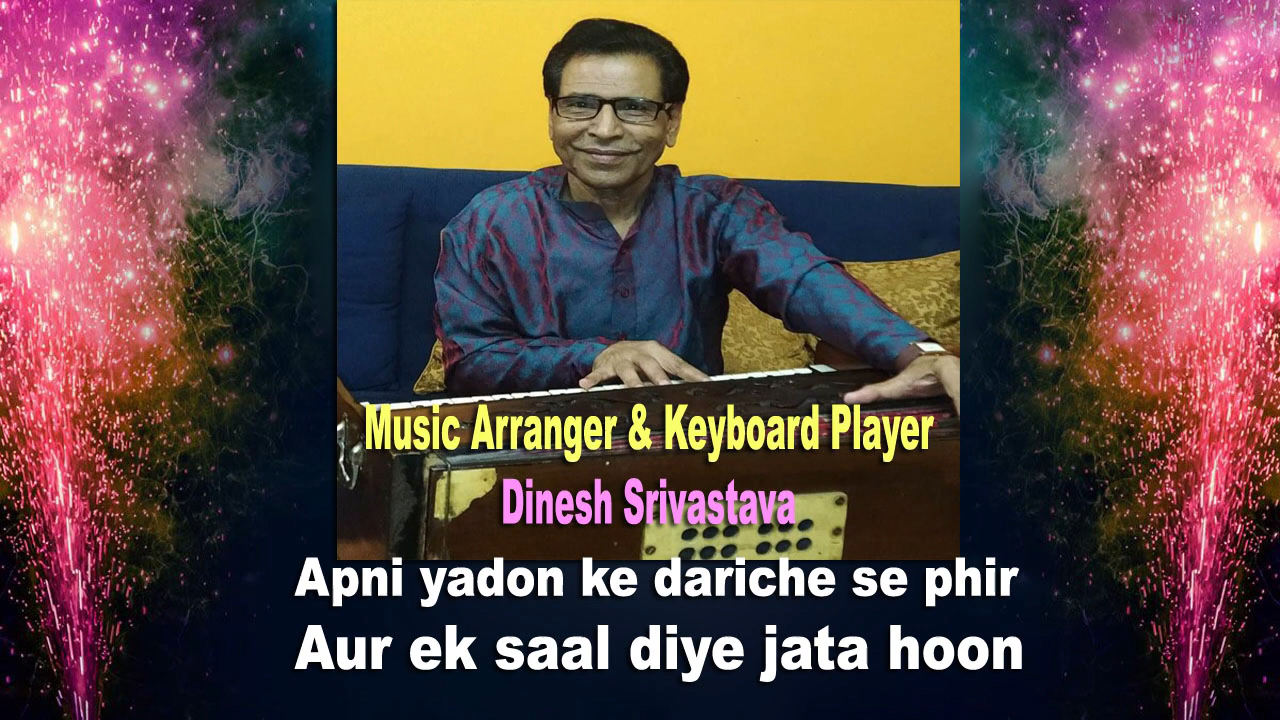 Music Arranger & Keyboard Player
Dinesh Srivastava
Apni yadon ke dariche se phir
Aur ek saal diye jata hoon